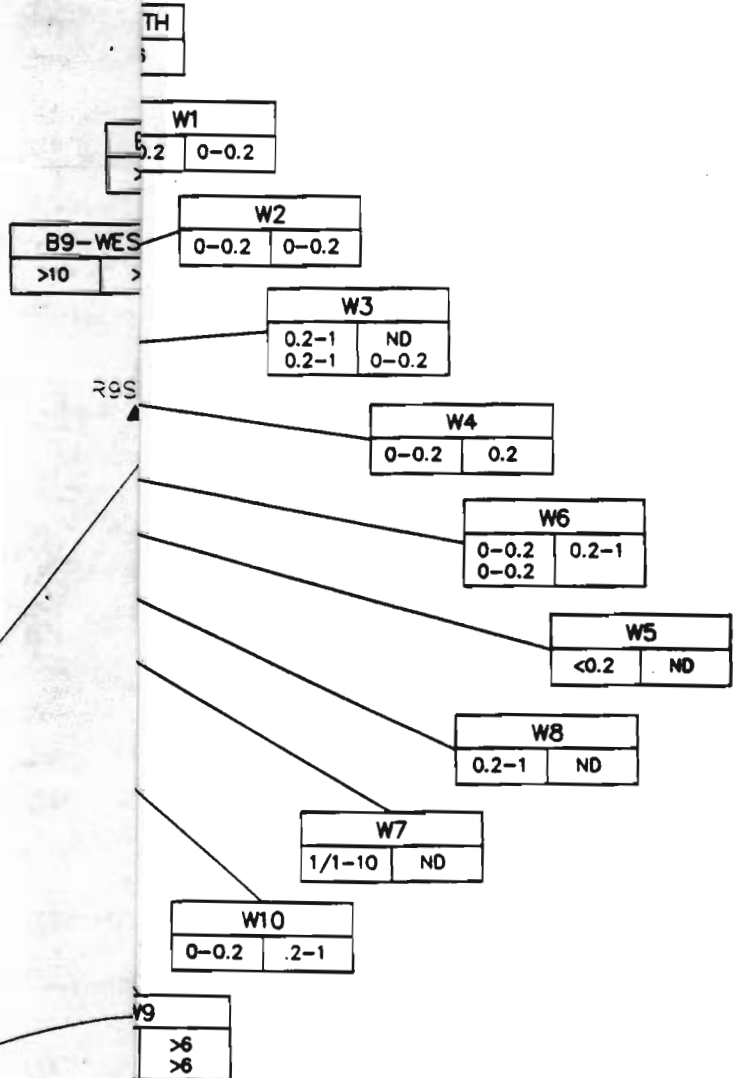 TH
W1
0.2 0-0.2
W2
0-0.2 0-0.2
B9-WES
>10 >
W3
0.2-1 ND
0.2-1 0-0.2
R9S
W4
0-0.2 0.2
W6
0-0.2 0.2-1
0-0.2
W5
<0.2 ND
W8
0.2-1 ND
W7
1/1-10 ND
W10
0-0.2 .2-1
W9
>6
>6